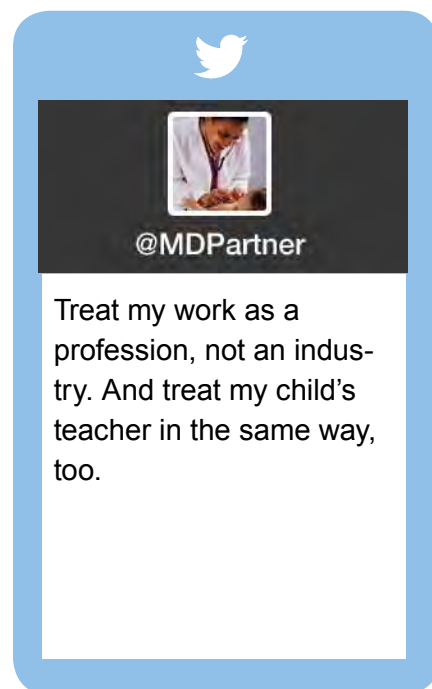 @MDPartner
Treat my work as a
profession, not an indus-
try. And treat my child’s
teacher in the same way,
too.